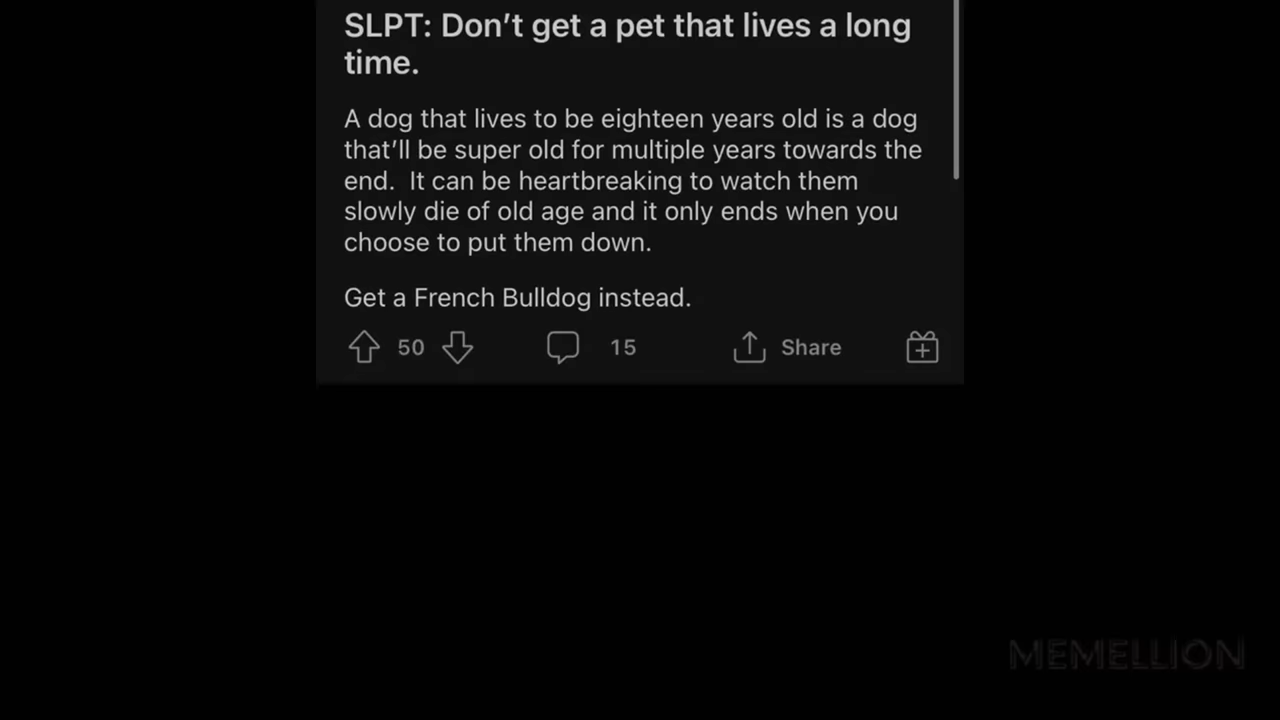 SLPT: Don’t get a pet that lives a long
time.
A dog that lives to be eighteen years old is a dog
that’ll be super old for multiple years towards the
end.  It can be heartbreaking to watch them
slowly die of old age and it only ends when you
choose to put them down.
Get a French Bulldog instead.
50 15 Share
MEMELLION